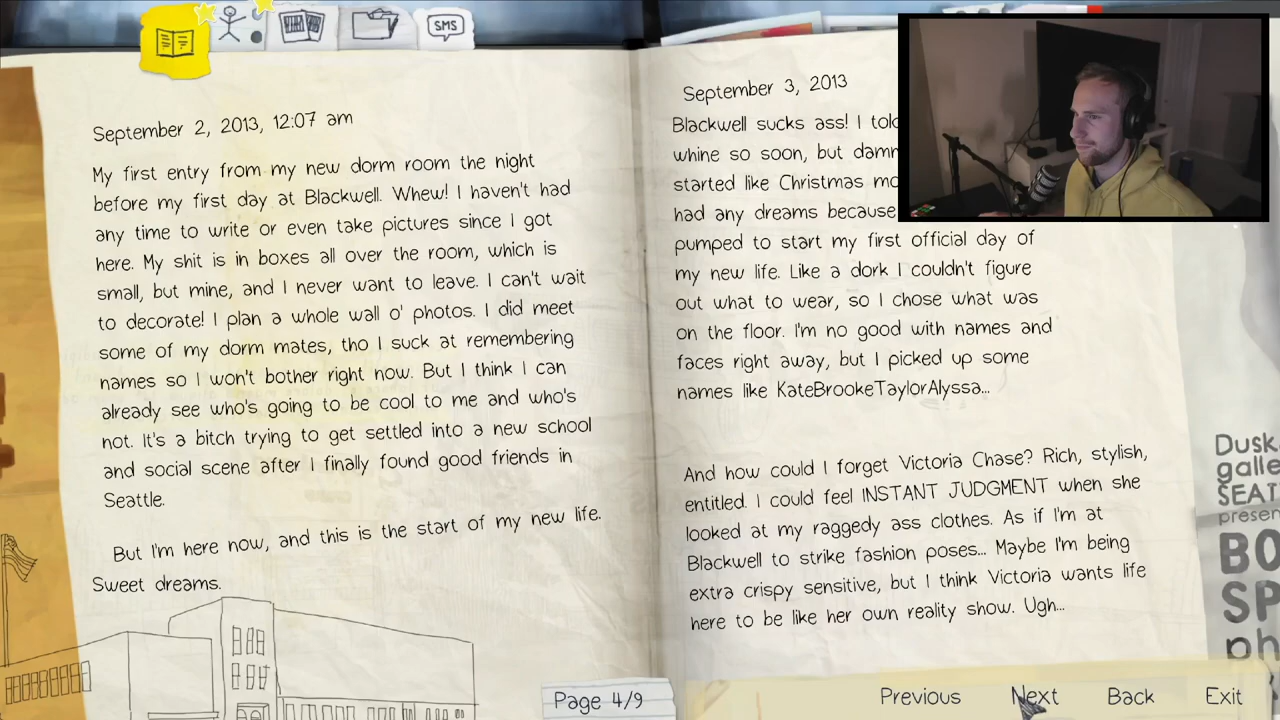 SMS
September 2, 2013, 12:07 am
My first entry from my new dorm room the night
before my first day at Blackwell. Whew! I haven't had
any time to write or even take pictures since I got
here. My shit is in boxes all over the room, which is
small, but mine, and I never want to leave. I can't wait
to decorate! I plan a whole wall o' photos. I did meet
some of my dorm mates, tho I suck at remembering
names so I won't bother right now. But I think I can
already see who's going to be cool to me and who's
not. It's a bitch trying to get settled into a new school
and social scene after I finally found good friends in
Seattle.
But I'm here now, and this is the start of my new life.
Sweet dreams.
September 3, 2013
Blackwell sucks ass! I
whine so soon, but
started like Christmas
had any dreams because
pumped to start my first official day of
my new life. Like a dork I couldn't figure
out what to wear, so I chose what was
on the floor. I'm no good with names and
faces right away, but I picked up some
names like KateBrookeTaylorAlyssa...
And how could I forget Victoria Chase? Rich, stylish,
entitled. I could feel INSTANT JUDGMENT when she
looked at my raggedy ass clothes. As if I'm at
Blackwell to strike fashion poses... Maybe I'm being
extra crispy sensitive, but I think Victoria wants life
here to be like her own reality show. Ugh...
Page 4/9
Previous Next Back Exit